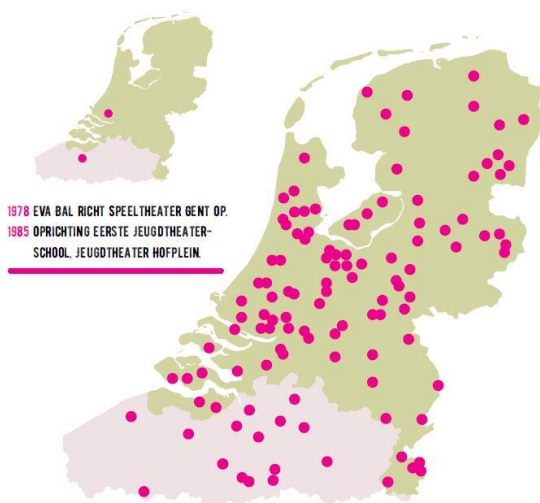 1978 EVA BAL RICHT SPEELTHEATER GENT OP.
1985 OPRICHTING EERSTE JEUGDTHEATER-
SCHOOL, JEUGDTHEATER HOFPLEIN.